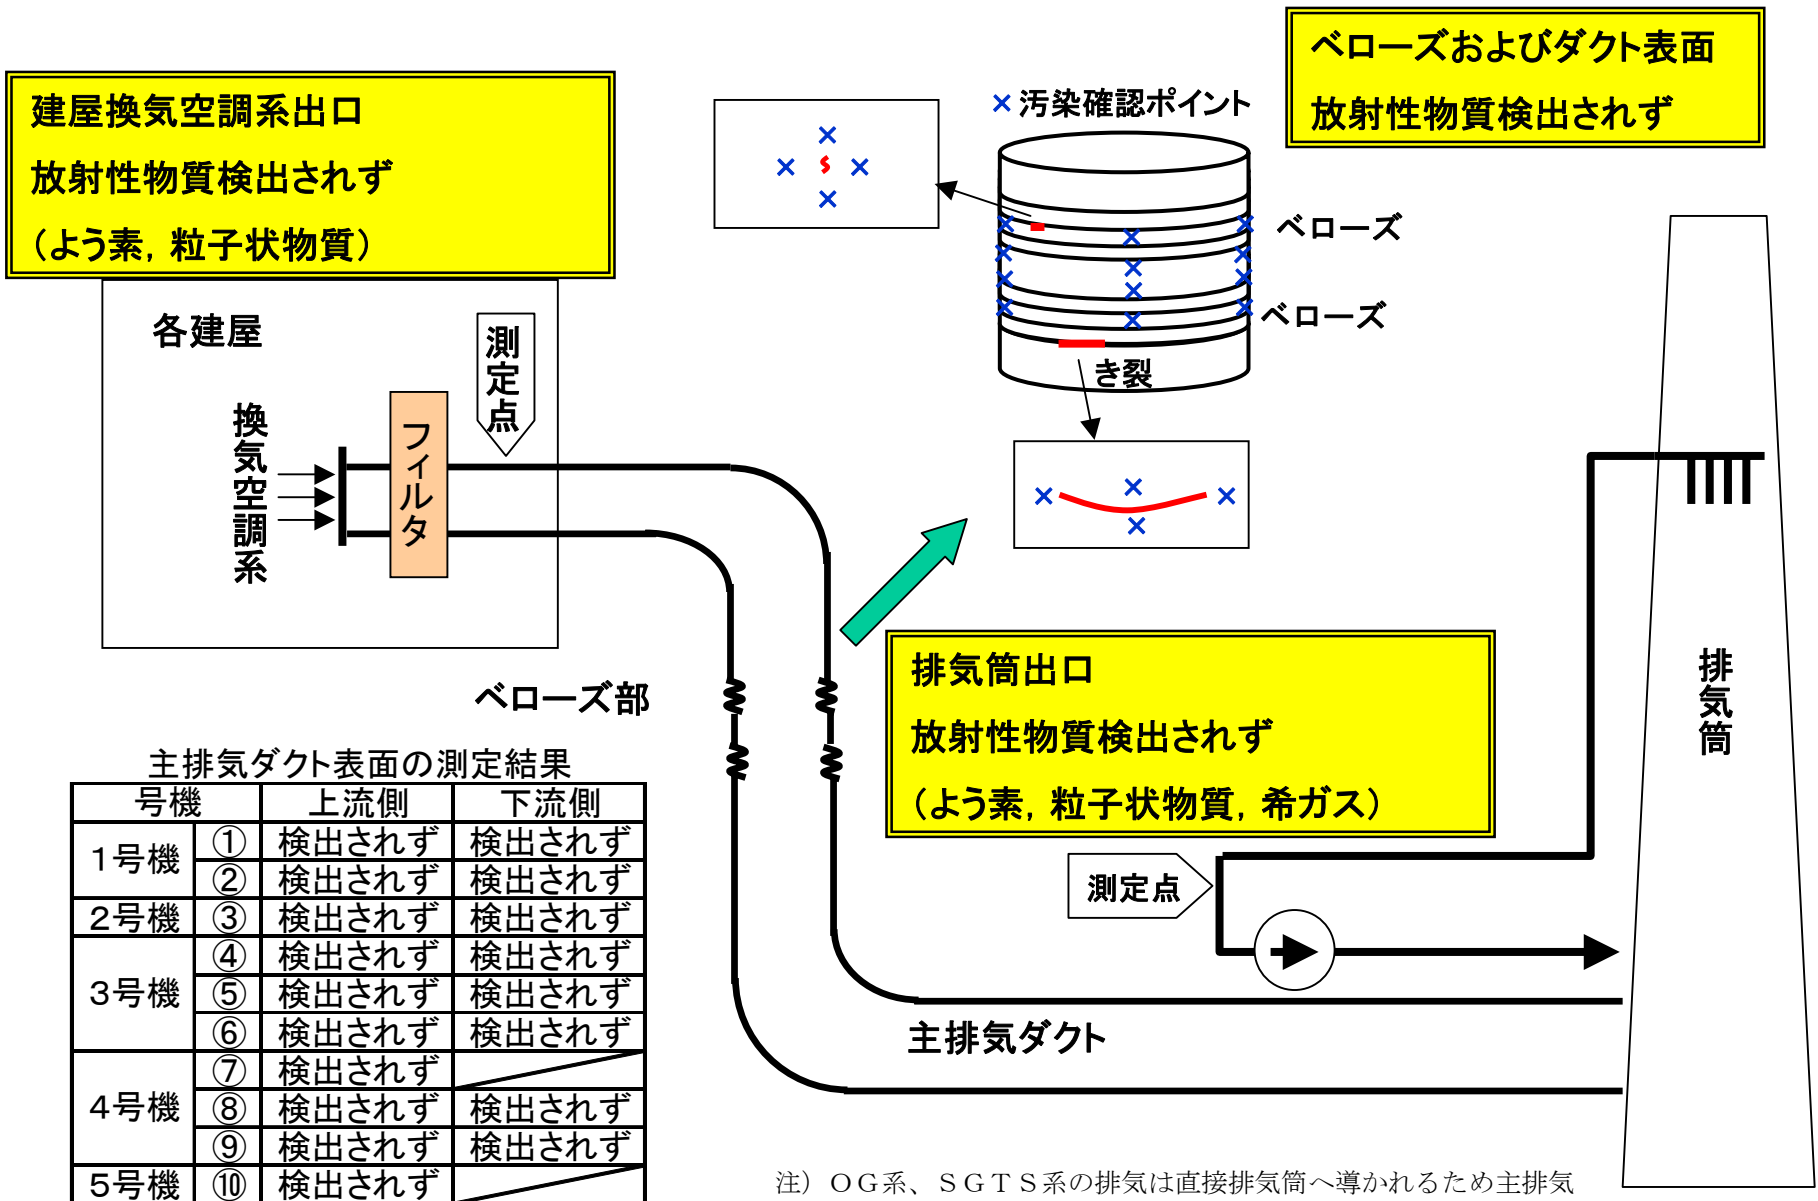 建屋換気空調系出口
放射性物質検出されず
（よう素，粒子状物質）
ベローズおよびダクト表面
放射性物質検出されず
×汚染確認ポイント
ベローズ
ベローズ
き裂
各建屋
測定点
換気空調系
フィルタ
ベローズ部
排気筒出口
放射性物質検出されず
（よう素，粒子状物質，希ガス）
排気筒
測定点
主排気ダクト
主排気ダクト表面の測定結果
号機 上流側 下流側
１号機 ① 検出されず 検出されず
② 検出されず 検出されず
２号機 ③ 検出されず 検出されず
３号機 ④ 検出されず 検出されず
⑤ 検出されず 検出されず
⑥ 検出されず 検出されず
４号機 ⑦ 検出されず
⑧ 検出されず 検出されず
⑨ 検出されず 検出されず
５号機 ⑩ 検出されず
注）ＯＧ系、ＳＧＴＳ系の排気は直接排気筒へ導かれるため主排気